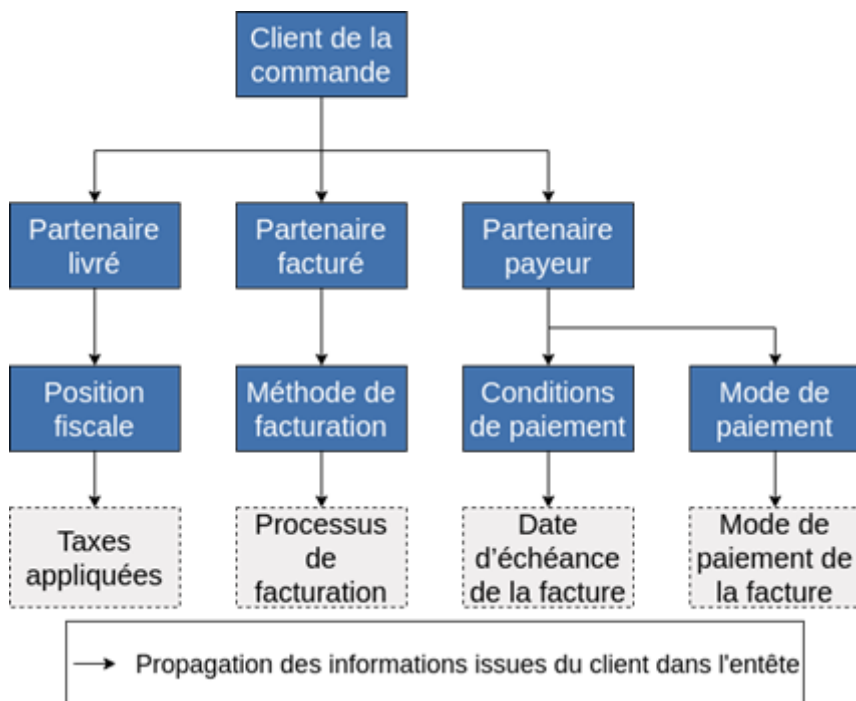 Client de la
commande
Partenaire
livré
Partenaire
facturé
Partenaire
payeur
Position
fiscale
Méthode de
facturation
Conditions
de paiement
Mode de
paiement
Taxes
appliquées
Processus
de
facturation
Date
d'échéance
de la facture
Mode de
paiement de
la facture
Propagation des informations issues du client dans l'entête